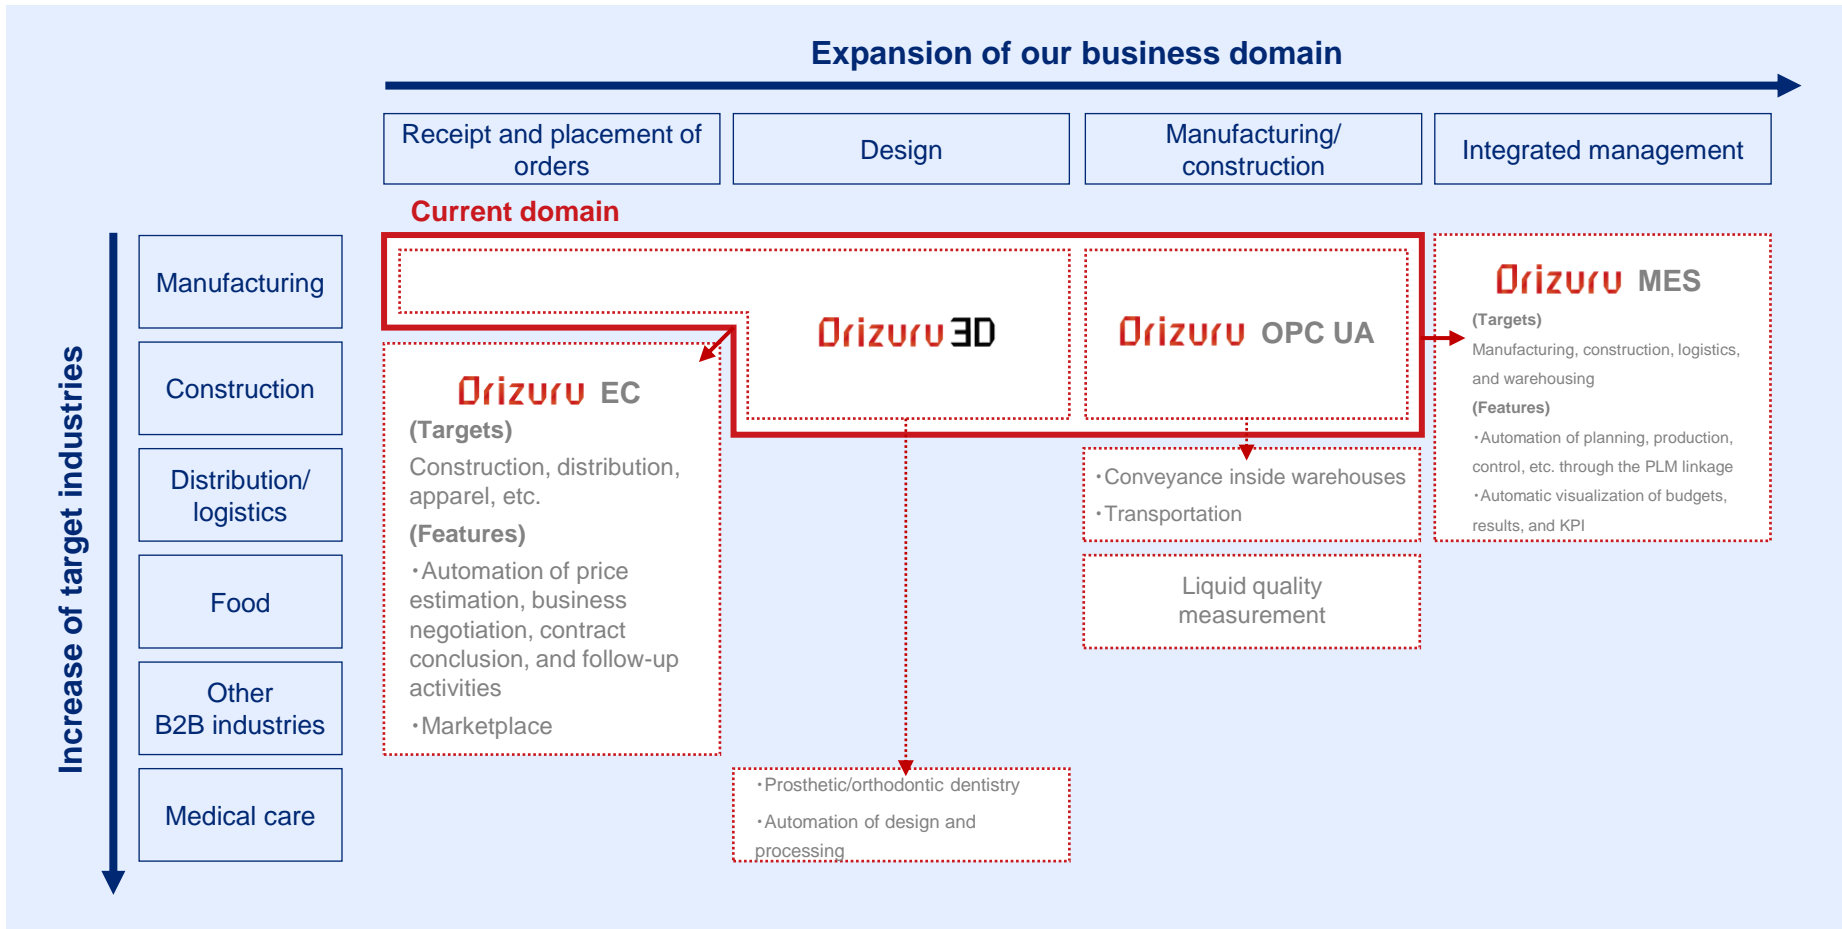 Expansion of our business domain
Receipt and placement of
orders
Design
Manufacturing/
construction
Integrated management
Current domain
Increase of target industries
Manufacturing
Construction
Distribution/
logistics
Food
Other
B2B industries
Medical care
Orizuru 3D
Orizuru OPC UA
Orizuru MES
(Targets)
Manufacturing, construction, logistics,
and warehousing
(Features)
・Automation of planning, production,
control, etc. through the PLM linkage
・Automatic visualization of budgets,
results, and KPI
Orizuru EC
(Targets)
Construction, distribution,
apparel, etc.
(Features)
・Automation of price
estimation, business
negotiation, contract
conclusion, and follow-up
activities
・Marketplace
・Conveyance inside warehouses
・Transportation
Liquid quality
measurement
・Prosthetic/orthodontic dentistry
・Automation of design and
processing